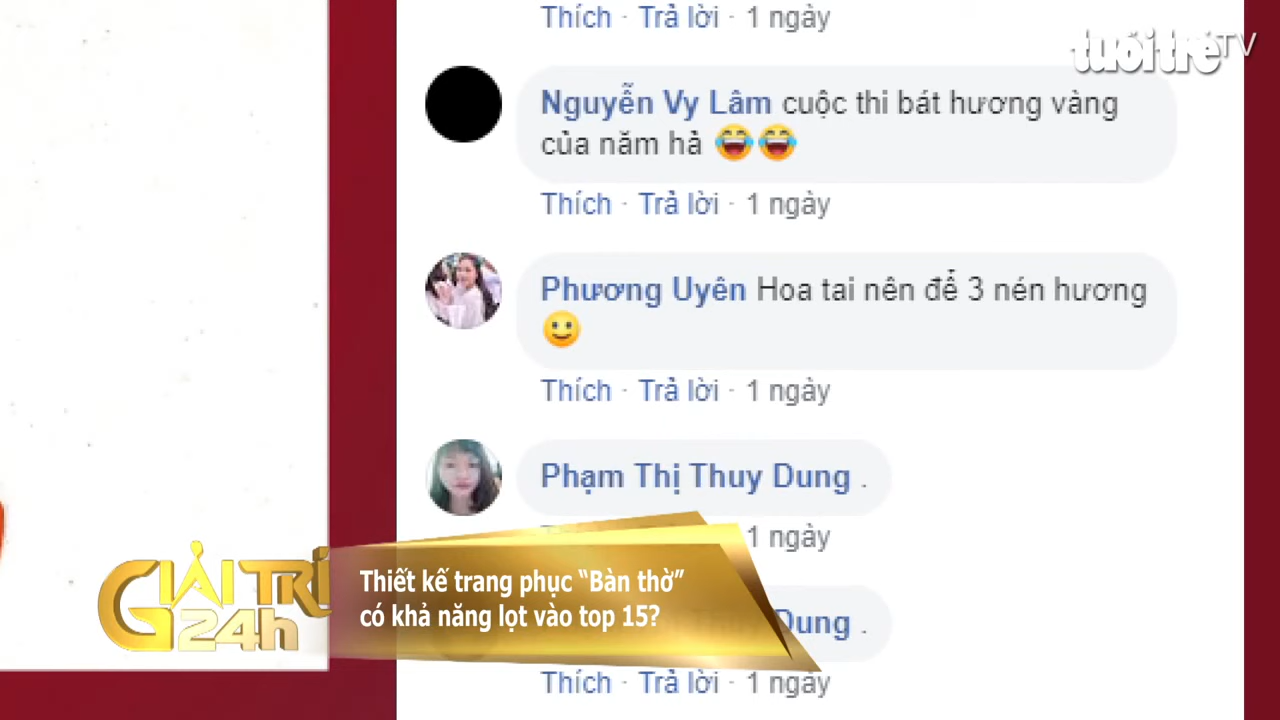 Thích · Trả lời · 1 ngày
tuổi trẻ TV
Nguyễn Vy Lâm cuộc thi bát hương vàng
của năm hả 😂😂
Thích · Trả lời · 1 ngày
Phương Uyên Hoa tai nên để 3 nén hương
🙂
Thích · Trả lời · 1 ngày
Phạm Thị Thuy Dung .
1 ngày
GIẢI TRÍ
24h
Thiết kế trang phục “Bàn thờ”
có khả năng lọt vào top 15?
Thuy Dung .
Thích · Trả lời · 1 ngày